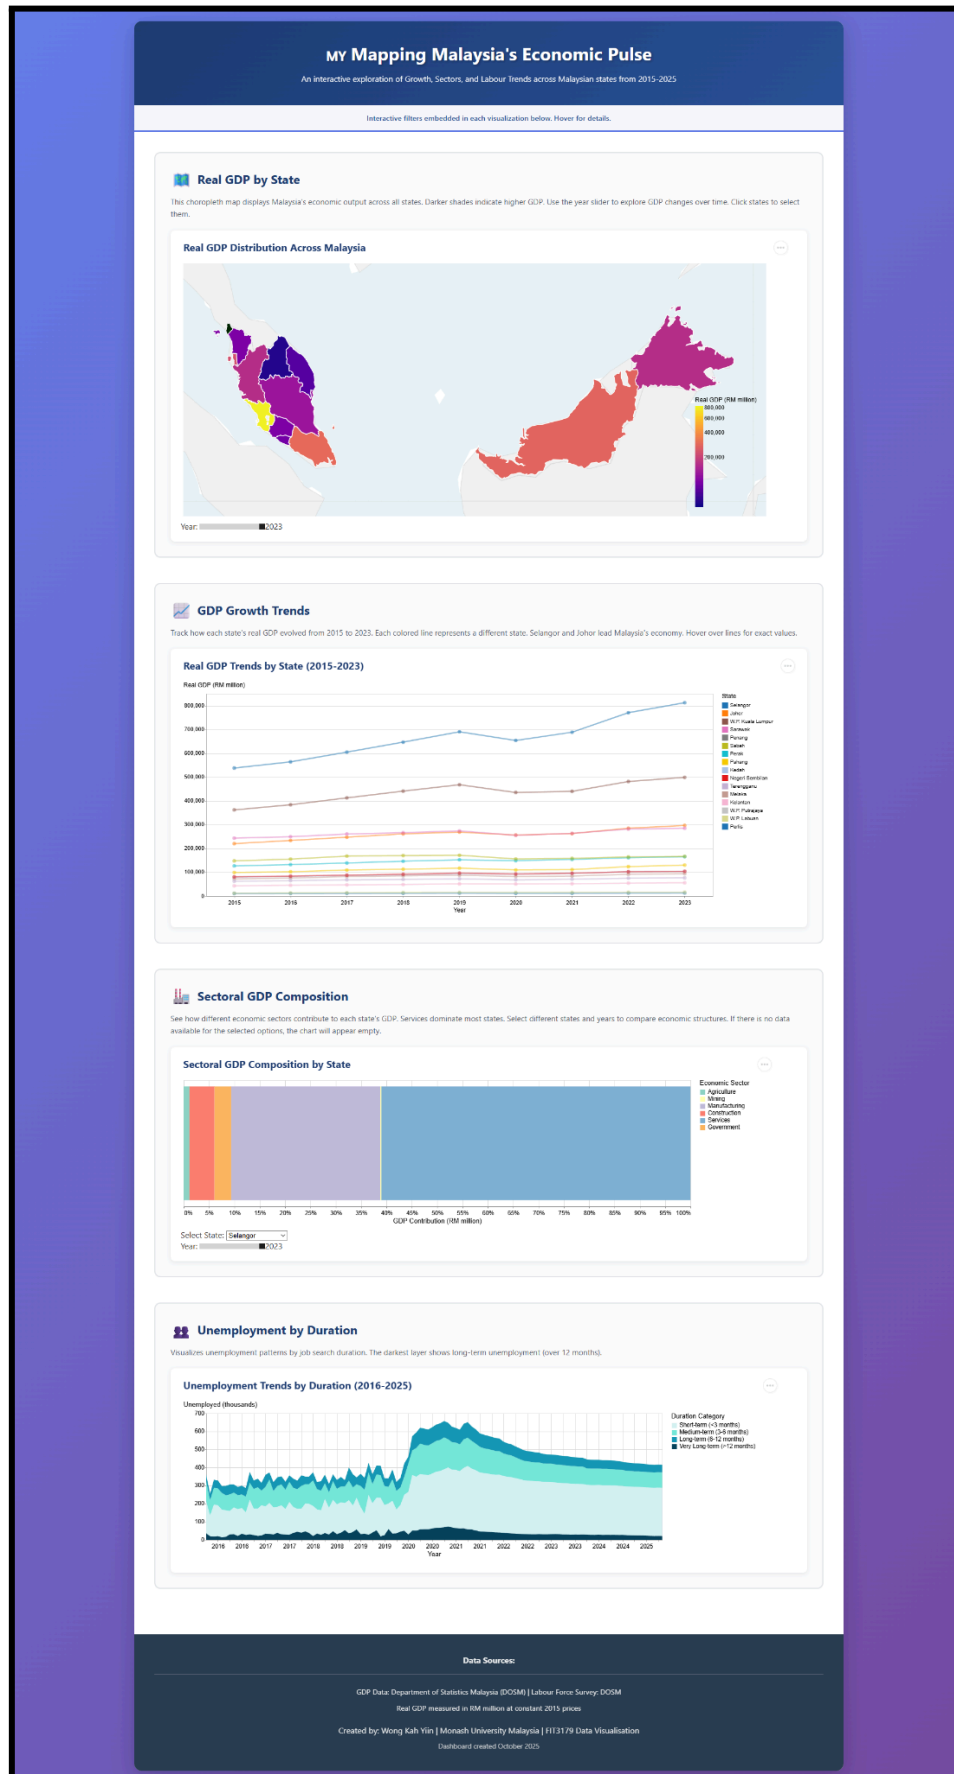 MY Mapping Malaysia's Economic Pulse
An interactive exploration of Growth, Sectors, and Labour Trends across Malaysian states from 2015-2025
Interactive filters embedded in each visualization below. Hover for details.
Real GDP by State
This choropleth map displays Malaysia's economic output across all states. Darker shades indicate higher GDP. Use the year slider to explore GDP changes over time. Click states to select
them.
Real GDP Distribution Across Malaysia
Real GDP (RM million)
800,000
600,000
400,000
200,000
Year: 2023
GDP Growth Trends
Track how each state's real GDP evolved from 2015 to 2023. Each colored line represents a different state. Selangor and Johor lead Malaysia's economy. Hover over lines for exact values.
Real GDP Trends by State (2015-2023)
Real GDP (RM million)
800,000
700,000
600,000
500,000
400,000
300,000
200,000
100,000
0
2015 2016 2017 2018 2019 2020 2021 2022 2023
Year
State
Selangor
Johor
W.P. Kuala Lumpur
Sarawak
Penang
Sabah
Perak
Pahang
Kedah
Negeri Sembilan
Terengganu
Melaka
Kelantan
W.P. Putrajaya
W.P. Labuan
Perlis
Sectoral GDP Composition
See how different economic sectors contribute to each state's GDP. Services dominate most states. Select different states and years to compare economic structures. If there is no data
available for the selected options, the chart will appear empty.
Sectoral GDP Composition by State
Economic Sector
Agriculture
Mining
Manufacturing
Construction
Services
Government
0% 5% 10% 15% 20% 25% 30% 35% 40% 45% 50% 55% 60% 65% 70% 75% 80% 85% 90% 95% 100%
GDP Contribution (RM million)
Select State: Selangor
Year: 2023
Unemployment by Duration
Visualizes unemployment patterns by job search duration. The darkest layer shows long-term unemployment (over 12 months).
Unemployment Trends by Duration (2016-2025)
Unemployed (thousands)
700
600
500
400
300
200
100
0
2016 2016 2017 2017 2018 2018 2019 2019 2020 2020 2021 2021 2022 2022 2023 2023 2024 2024 2025
Year
Duration Category
Short-term (<3 months)
Medium-term (3-6 months)
Long-term (6-12 months)
Very Long-term (>12 months)
Data Sources:
GDP Data: Department of Statistics Malaysia (DOSM) | Labour Force Survey: DOSM
Real GDP measured in RM million at constant 2015 prices
Created by: Wong Kah Yiin | Monash University Malaysia | FIT3179 Data Visualisation
Dashboard created October 2025